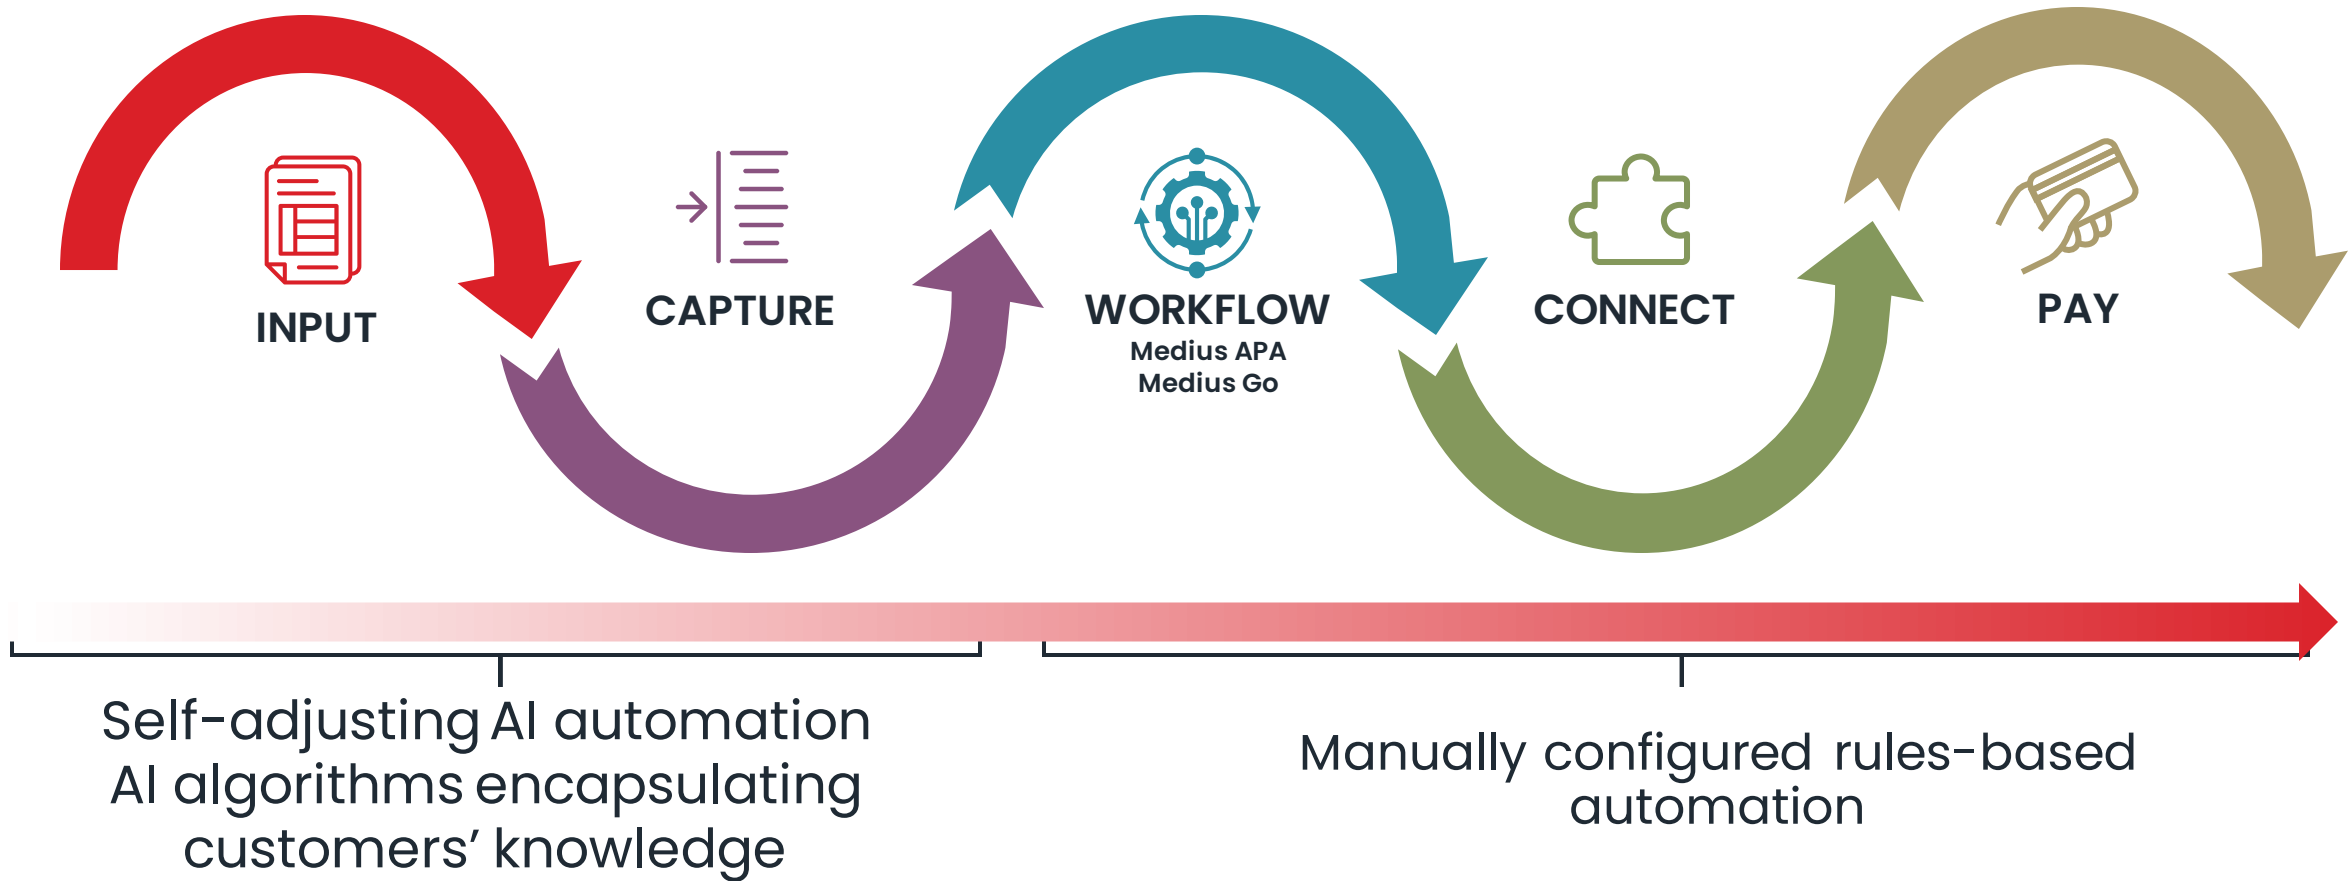 INPUT
CAPTURE
WORKFLOW
Medius APA
Medius Go
CONNECT
PAY
Self-adjusting AI automation
AI algorithms encapsulating
customers’ knowledge
Manually configured rules-based
automation